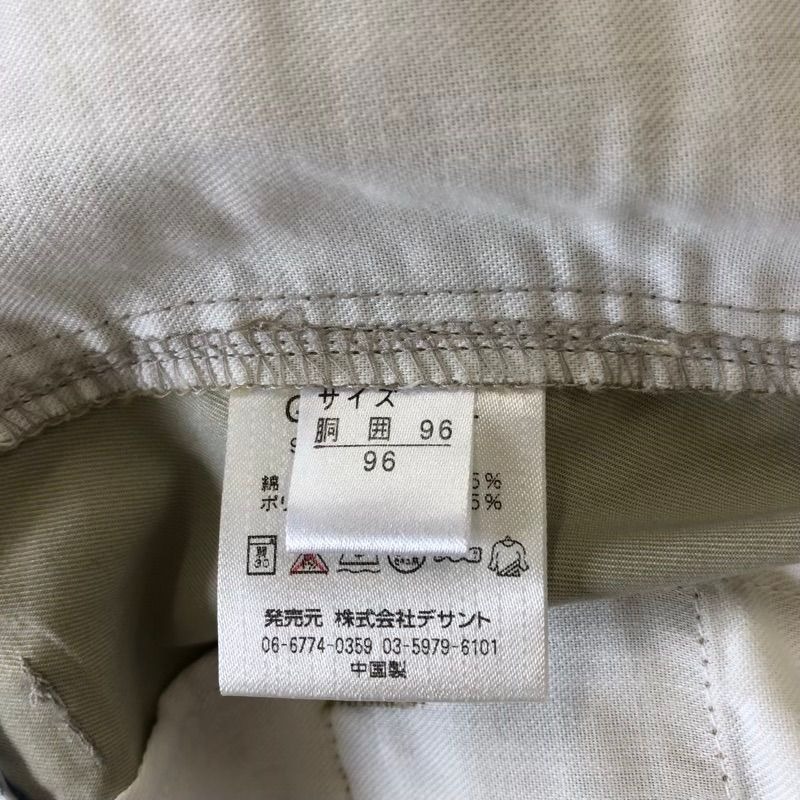 サイズ
胴 囲 96
96
綿 5%
ポリ 5%
発売元 株式会社デサント
06-6774-0359 03-5979-6101
中国製